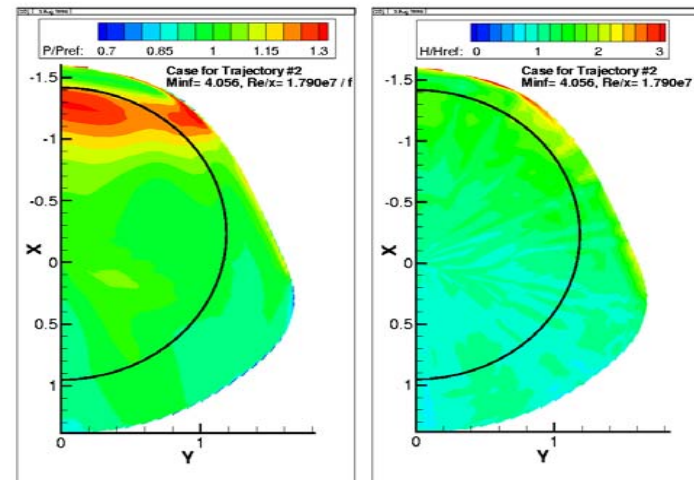 P/Pref: 0.7 0.85 1 1.15 1.3
Case for Trajectory #2
Minf= 4.056, Re/x= 1.790e7 / f
-1.5
-1
-0.5
0
0.5
1
X
0 1
Y
H/Href: 0 1 2 3
Case for Trajectory #2
Minf= 4.056, Re/x= 1.790e7
-1.5
-1
-0.5
0
0.5
1
X
0 1
Y